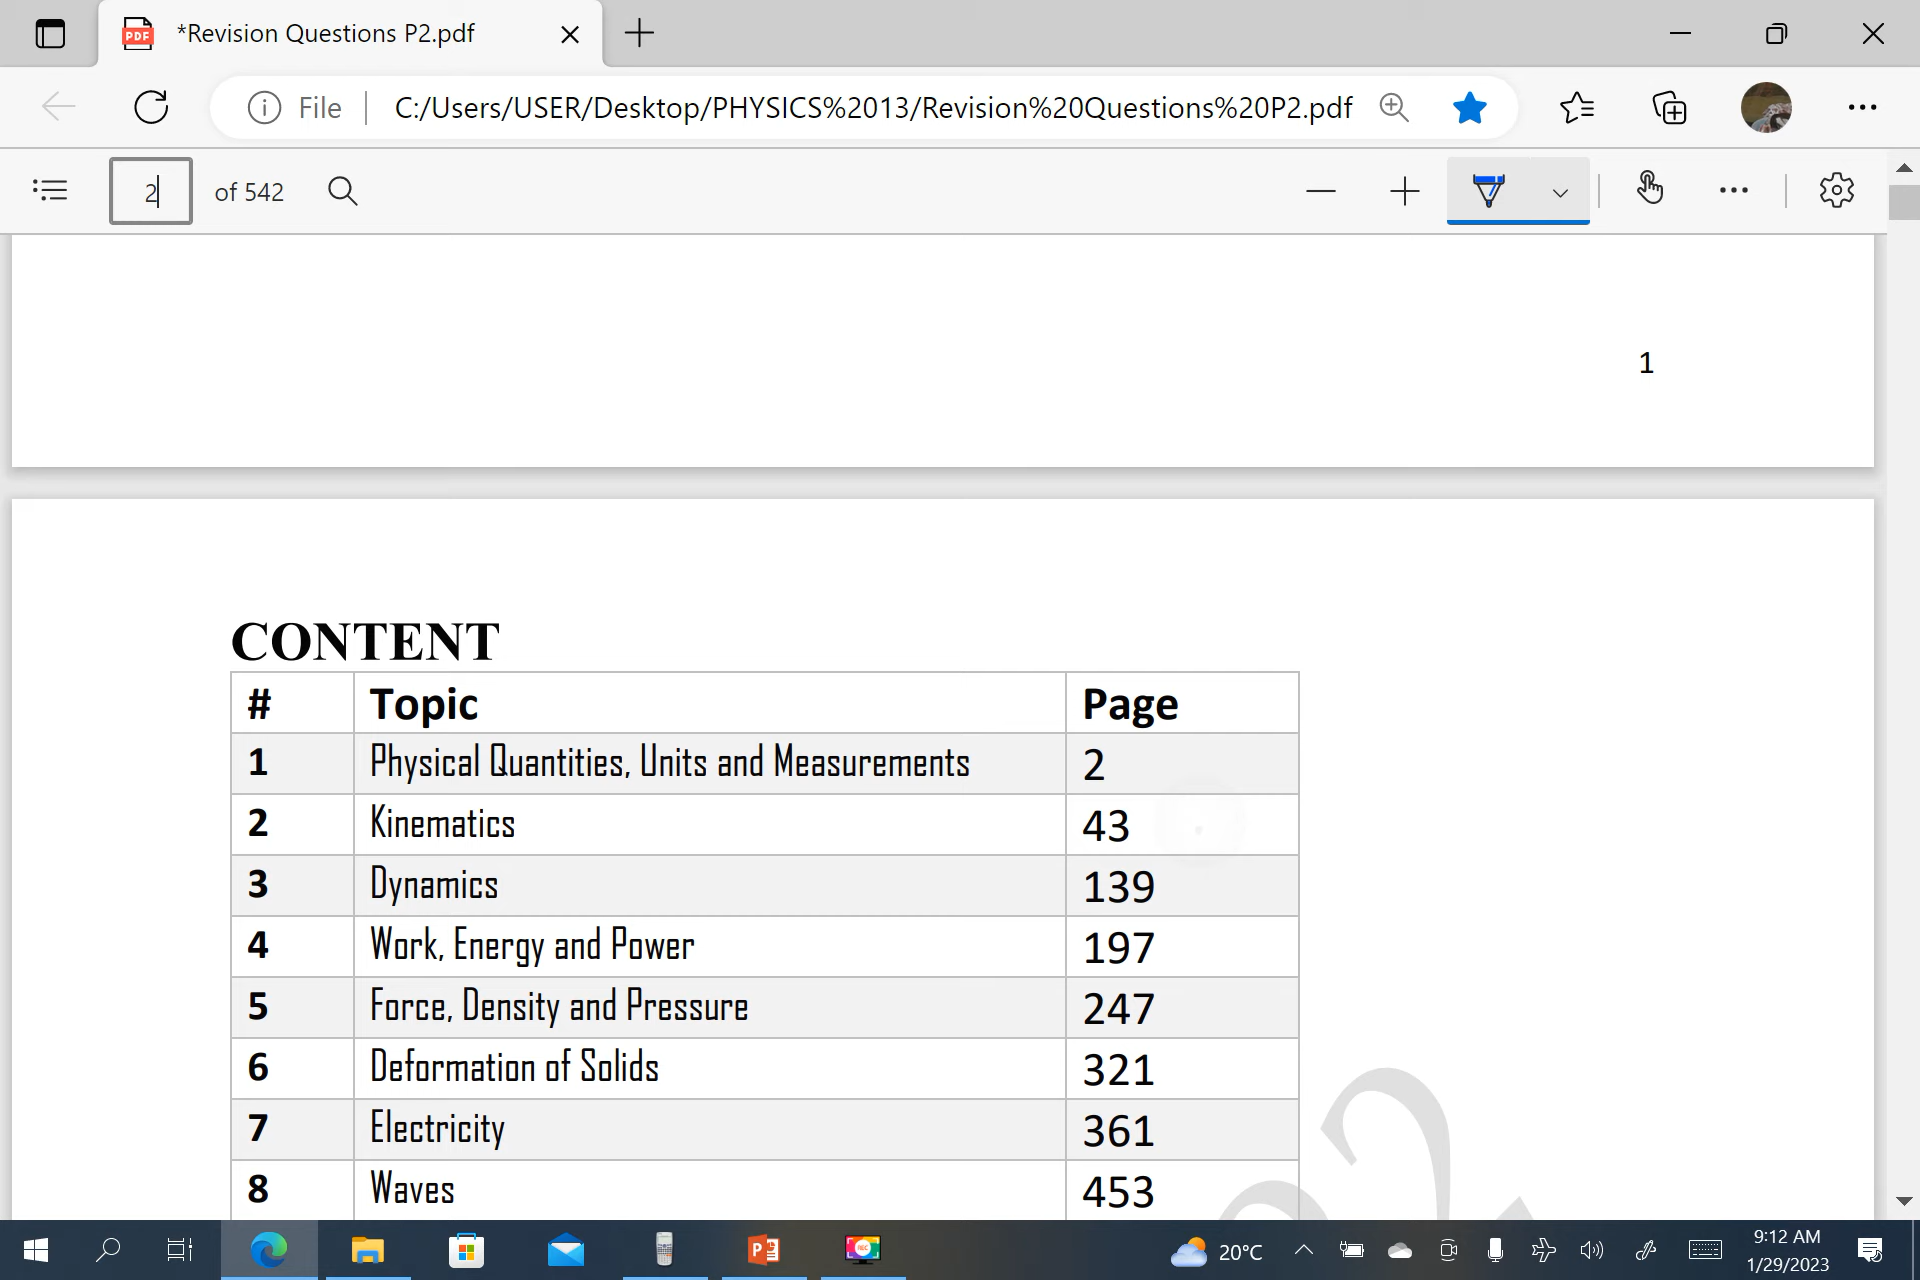 *Revision Questions P2.pdf
File C:/Users/USER/Desktop/PHYSICS%2013/Revision%20Questions%20P2.pdf
2 of 542
1
CONTENT
# Topic Page
1 Physical Quantities, Units and Measurements 2
2 Kinematics 43
3 Dynamics 139
4 Work, Energy and Power 197
5 Force, Density and Pressure 247
6 Deformation of Solids 321
7 Electricity 361
8 Waves 453
20°C 9:12 AM
1/29/2023